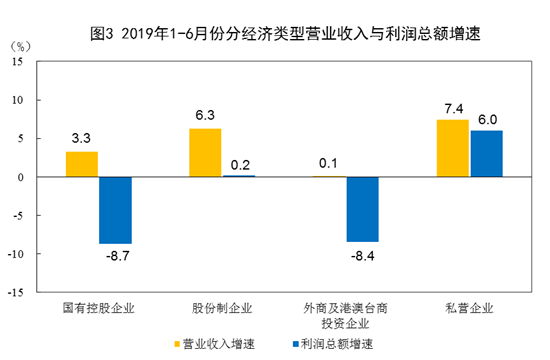 图3 2019年1-6月份分经济类型营业收入与利润总额增速
(%)
15
10
5
0
-5
-10
-15
3.3
-8.7
6.3
0.2
0.1
-8.4
7.4
6.0
国有控股企业
股份制企业
外商及港澳台商
投资企业
私营企业
营业收入增速
利润总额增速